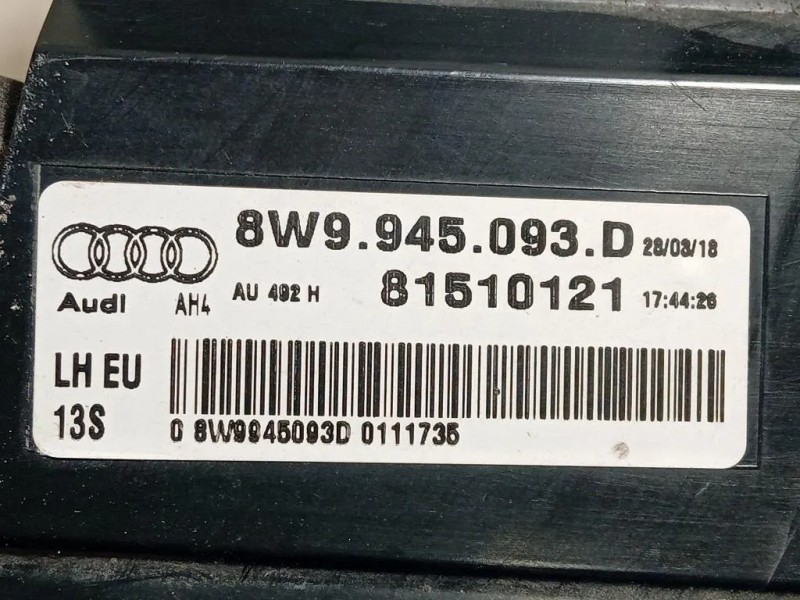 8W9.945.093.D 28/03/18
Audi AH4 AU 492 H 81510121 17:44:26
LH EU
13S
0 8W9945093D 0111735